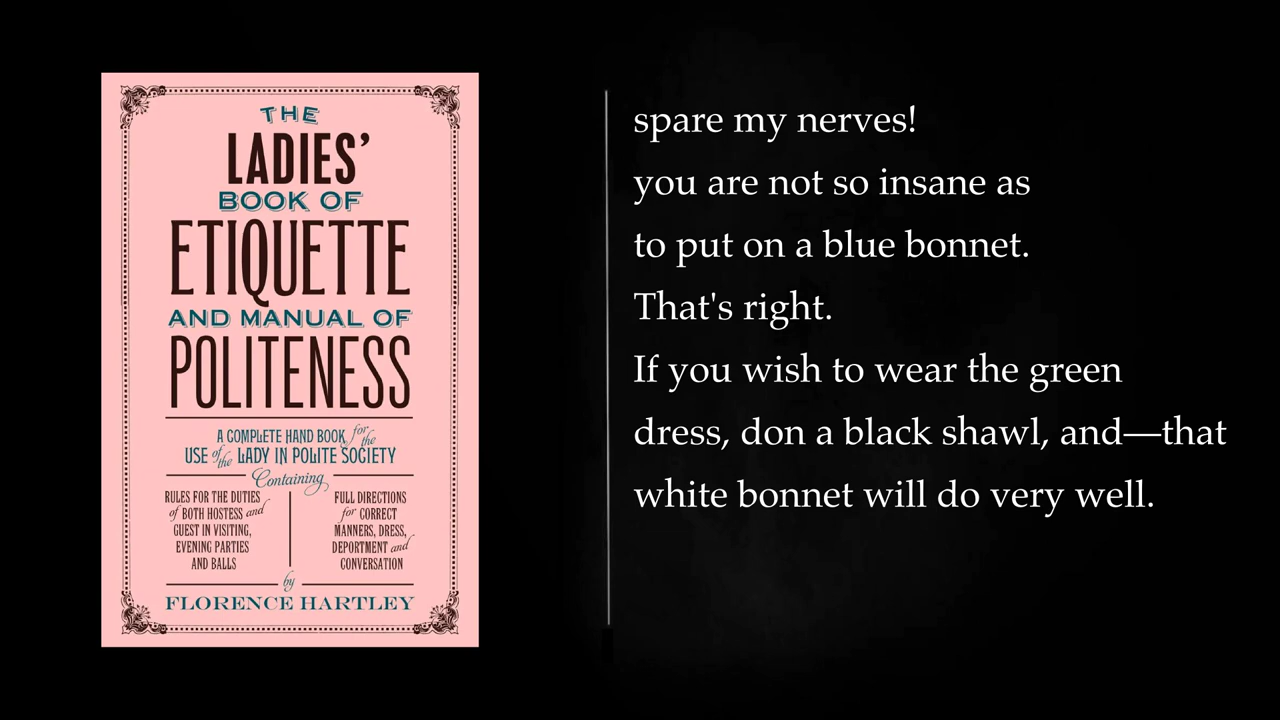 THE
LADIES'
BOOK OF
ETIQUETTE
AND MANUAL OF
POLITENESS
A COMPLETE HAND BOOK for the
USE of the LADY IN POLITE SOCIETY
Containing
RULES FOR THE DUTIES
of BOTH HOSTESS and
GUEST IN VISITING,
EVENING PARTIES
AND BALLS
FULL DIRECTIONS
for CORRECT
MANNERS, DRESS,
DEPORTMENT and
CONVERSATION
by
FLORENCE HARTLEY
spare my nerves!
you are not so insane as
to put on a blue bonnet.
That's right.
If you wish to wear the green
dress, don a black shawl, and—that
white bonnet will do very well.